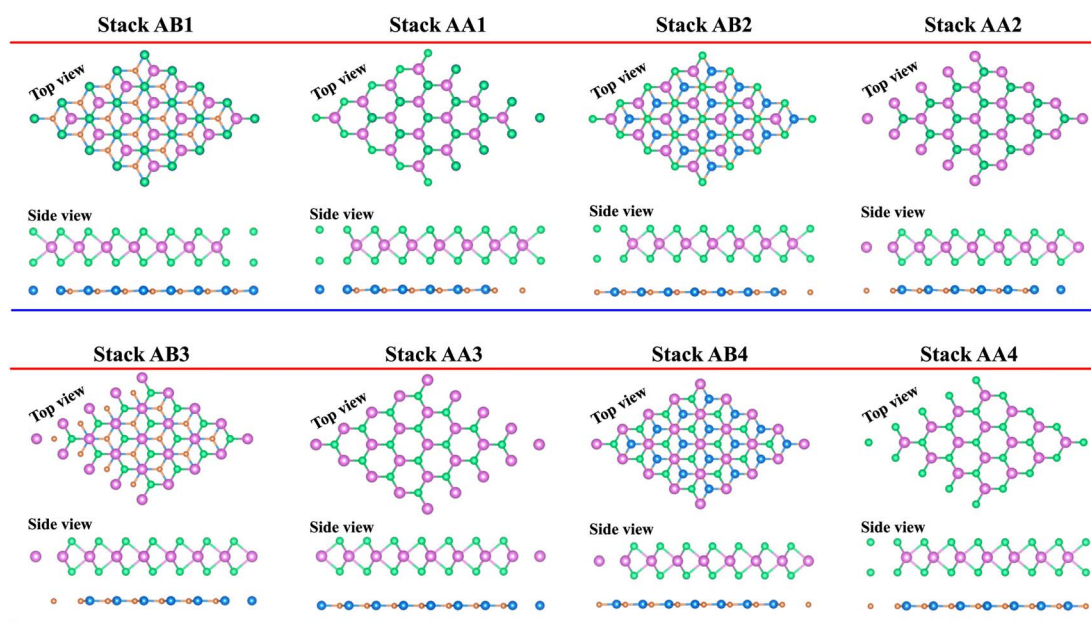 Stack AB1
Stack AA1
Stack AB2
Stack AA2
Top view
Top view
Top view
Top view
Side view
Side view
Side view
Side view
Stack AB3
Stack AA3
Stack AB4
Stack AA4
Top view
Top view
Top view
Top view
Side view
Side view
Side view
Side view